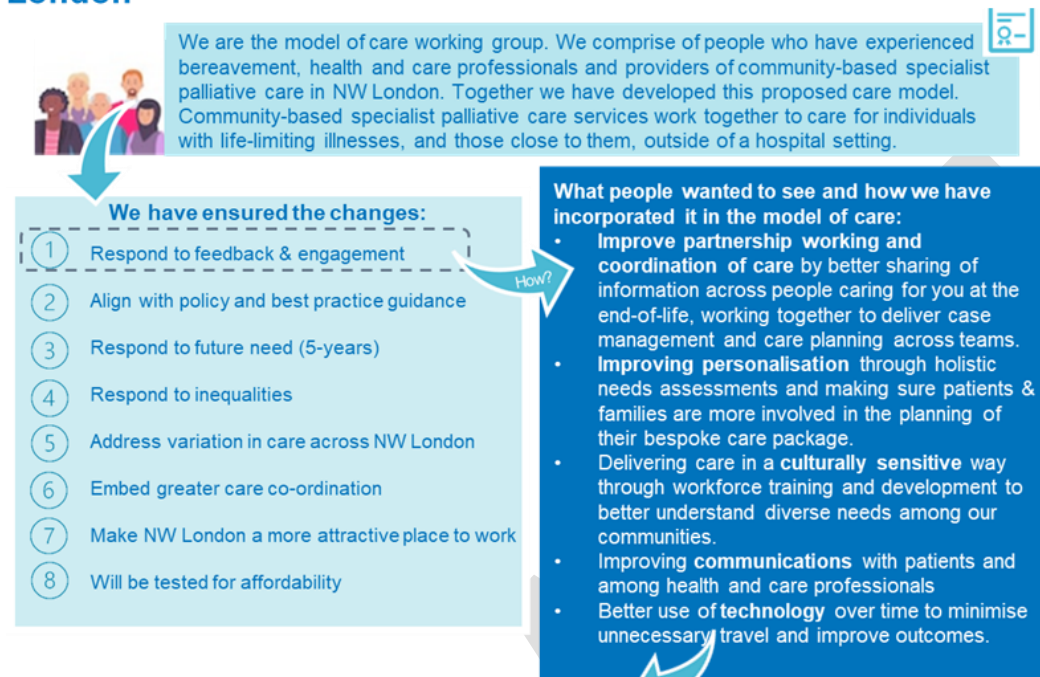 London
We are the model of care working group. We comprise of people who have experienced
bereavement, health and care professionals and providers of community-based specialist
palliative care in NW London. Together we have developed this proposed care model.
Community-based specialist palliative care services work together to care for individuals
with life-limiting illnesses, and those close to them, outside of a hospital setting.
We have ensured the changes:
1 Respond to feedback & engagement
2 Align with policy and best practice guidance
3 Respond to future need (5-years)
4 Respond to inequalities
5 Address variation in care across NW London
6 Embed greater care co-ordination
7 Make NW London a more attractive place to work
8 Will be tested for affordability
How?
What people wanted to see and how we have
incorporated it in the model of care:
• Improve partnership working and
coordination of care by better sharing of
information across people caring for you at the
end-of-life, working together to deliver case
management and care planning across teams.
• Improving personalisation through holistic
needs assessments and making sure patients &
families are more involved in the planning of
their bespoke care package.
• Delivering care in a culturally sensitive way
through workforce training and development to
better understand diverse needs among our
communities.
• Improving communications with patients and
among health and care professionals
• Better use of technology over time to minimise
unnecessary travel and improve outcomes.